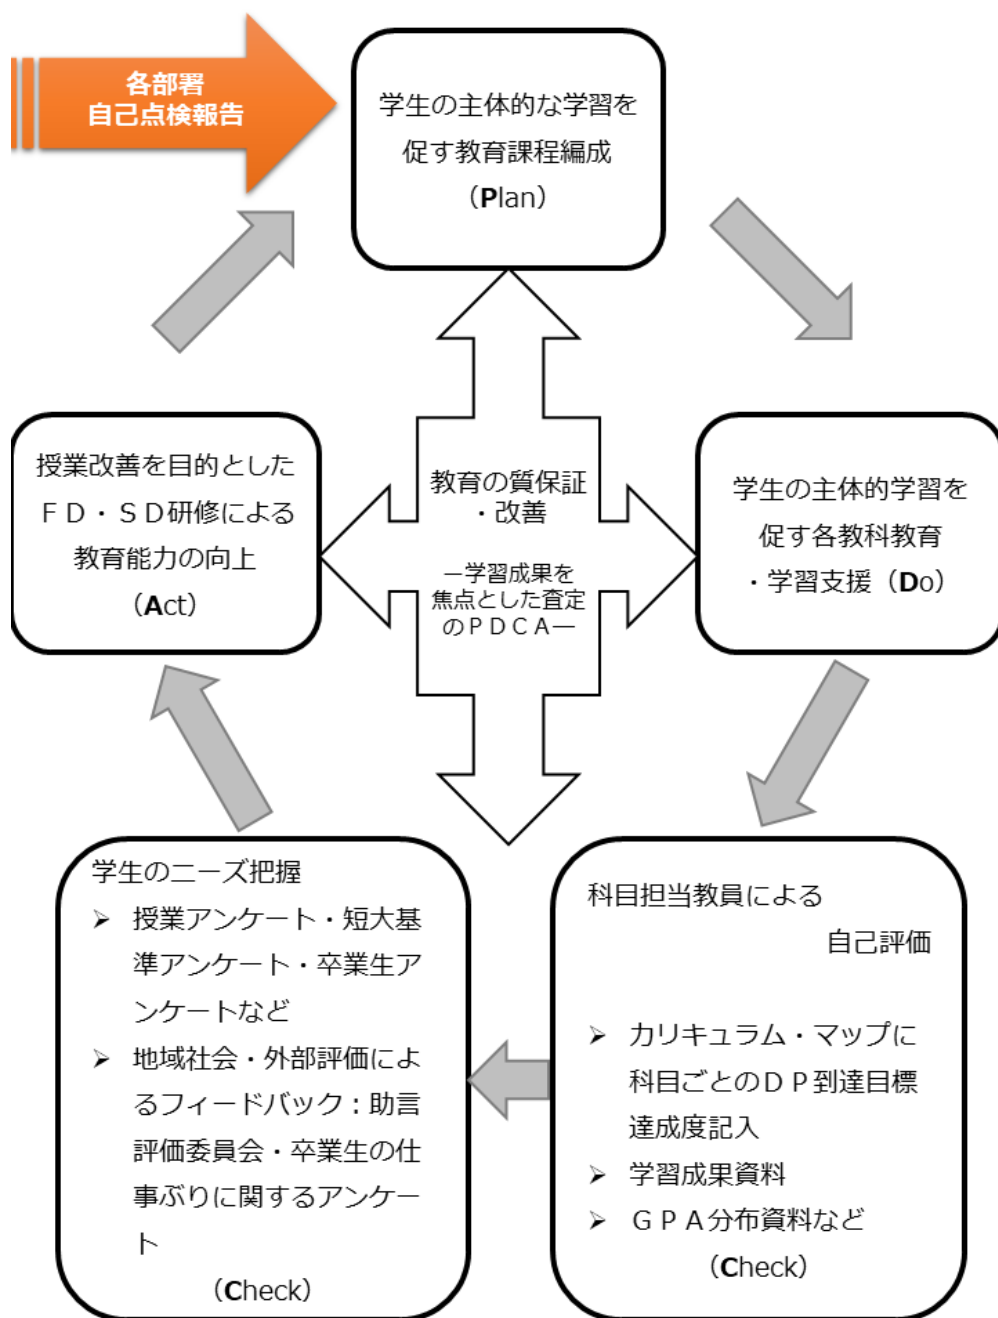 各部署
自己点検報告
学生の主体的な学習を
促す教育課程編成
（Plan）
授業改善を目的とした
ＦＤ・ＳＤ研修による
教育能力の向上
（Act）
教育の質保証
・改善
―学習成果を
焦点とした査定
のＰＤＣＡ―
学生の主体的学習を
促す各教科教育
・学習支援（Do）
学生のニーズ把握
➢ 授業アンケート・短大基
準アンケート・卒業生ア
ンケートなど
➢ 地域社会・外部評価によ
るフィードバック：助言
評価委員会・卒業生の仕
事ぶりに関するアンケー
ト
（Check）
科目担当教員による
自己評価
➢ カリキュラム・マップに
科目ごとのＤＰ到達目標
達成度記入
➢ 学習成果資料
➢ ＧＰＡ分布資料など
（Check）